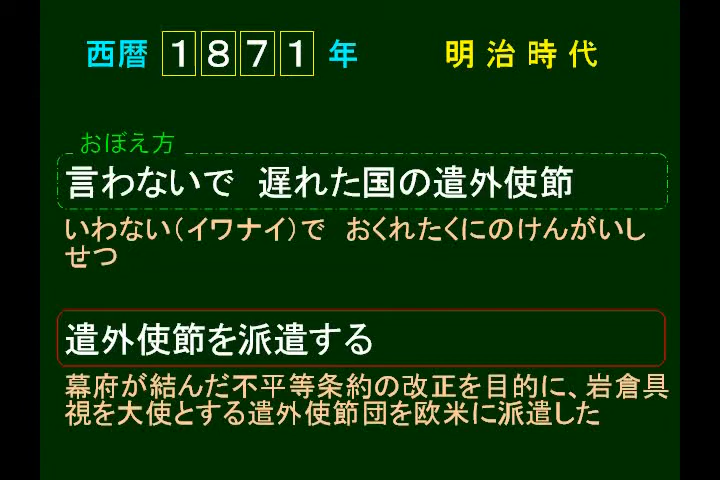 西暦 1871 年 明治時代
おぼえ方
言わないで 遅れた国の遣外使節
いわない（イワナイ）で おくれたくにのけんがいし
せつ
遣外使節を派遣する
幕府が結んだ不平等条約の改正を目的に、岩倉具
視を大使とする遣外使節団を欧米に派遣した